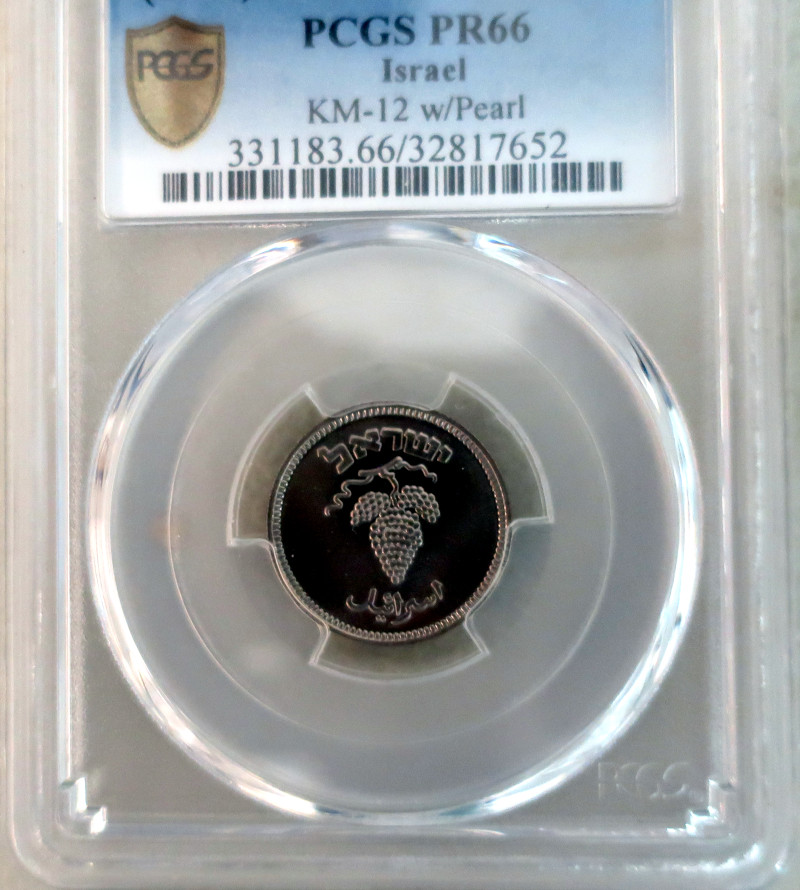 PCGS PR66
PCGS
Israel
KM-12 w/Pearl
331183.66/32817652
ישראל
اسرائيل
PCGS